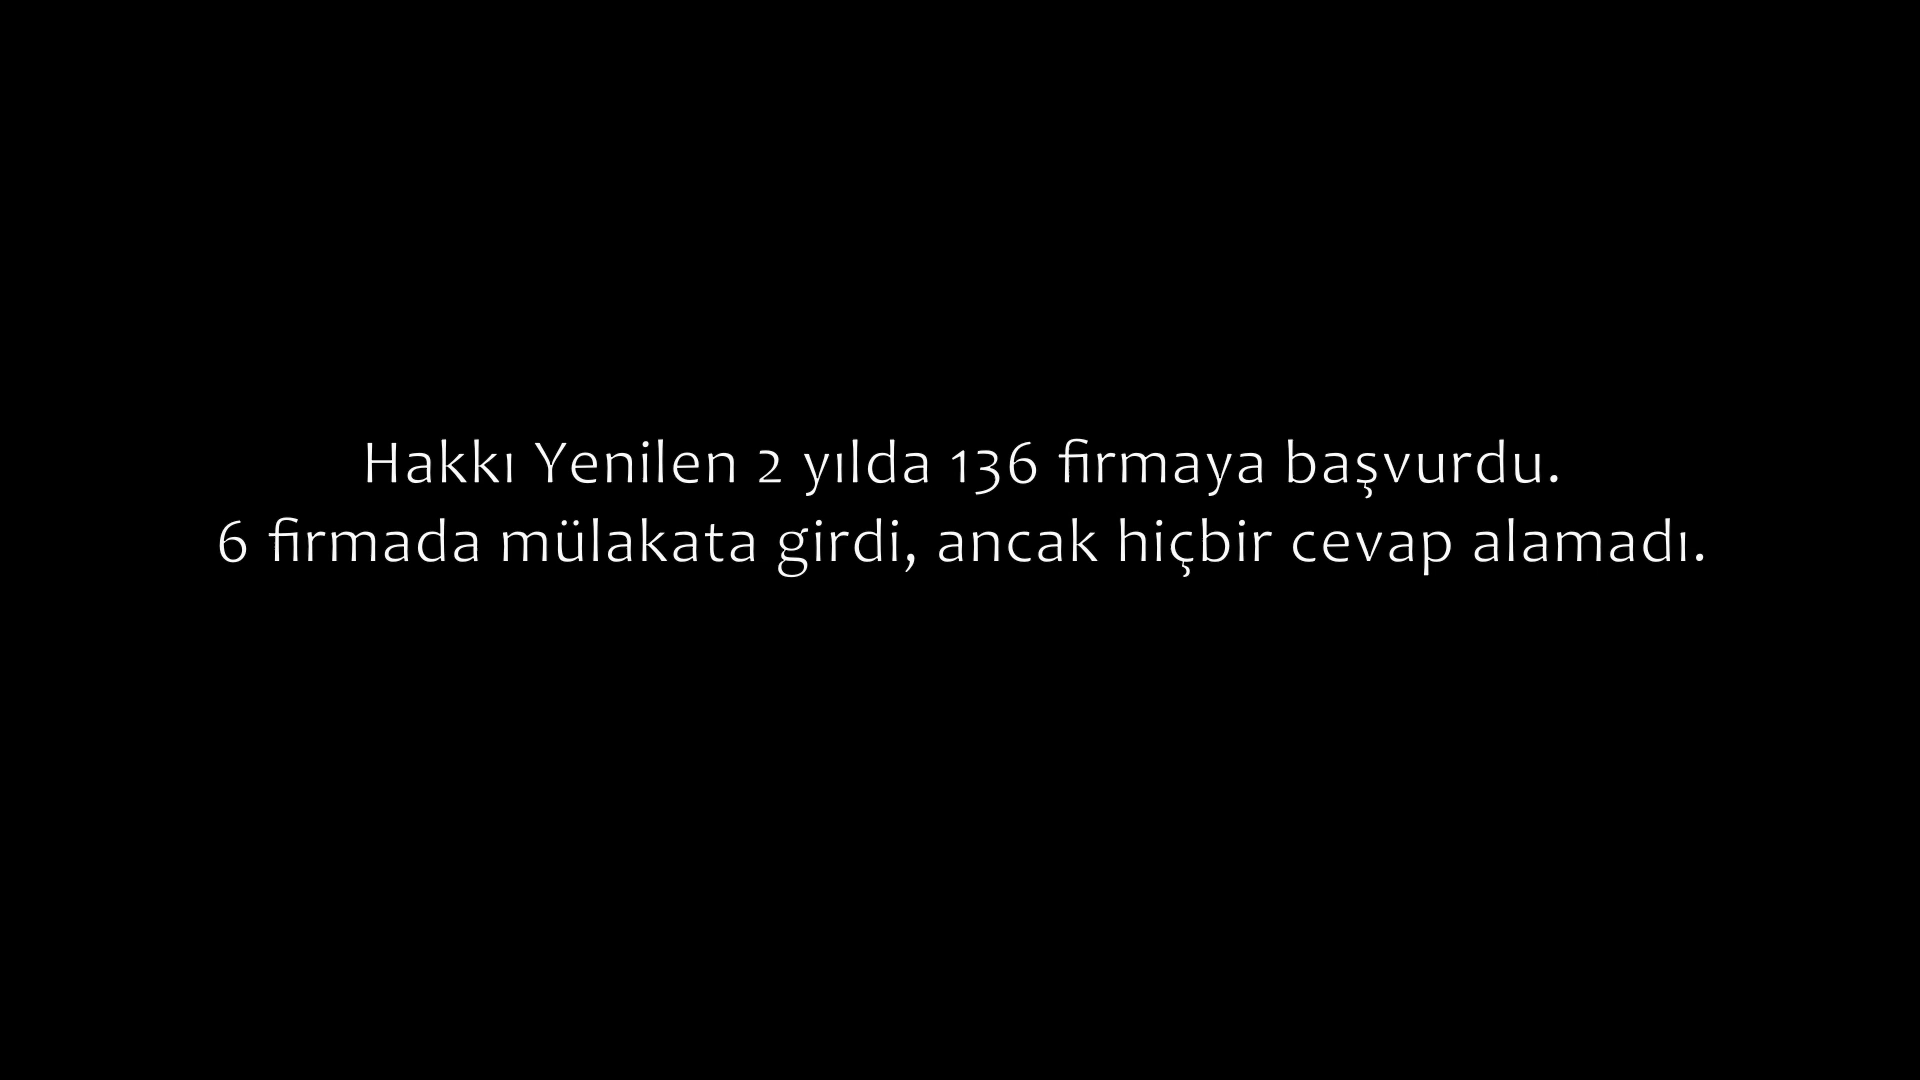 Hakkı Yenilen 2 yılda 136 firmaya başvurdu.
6 firmada mülakata girdi, ancak hiçbir cevap alamadı.